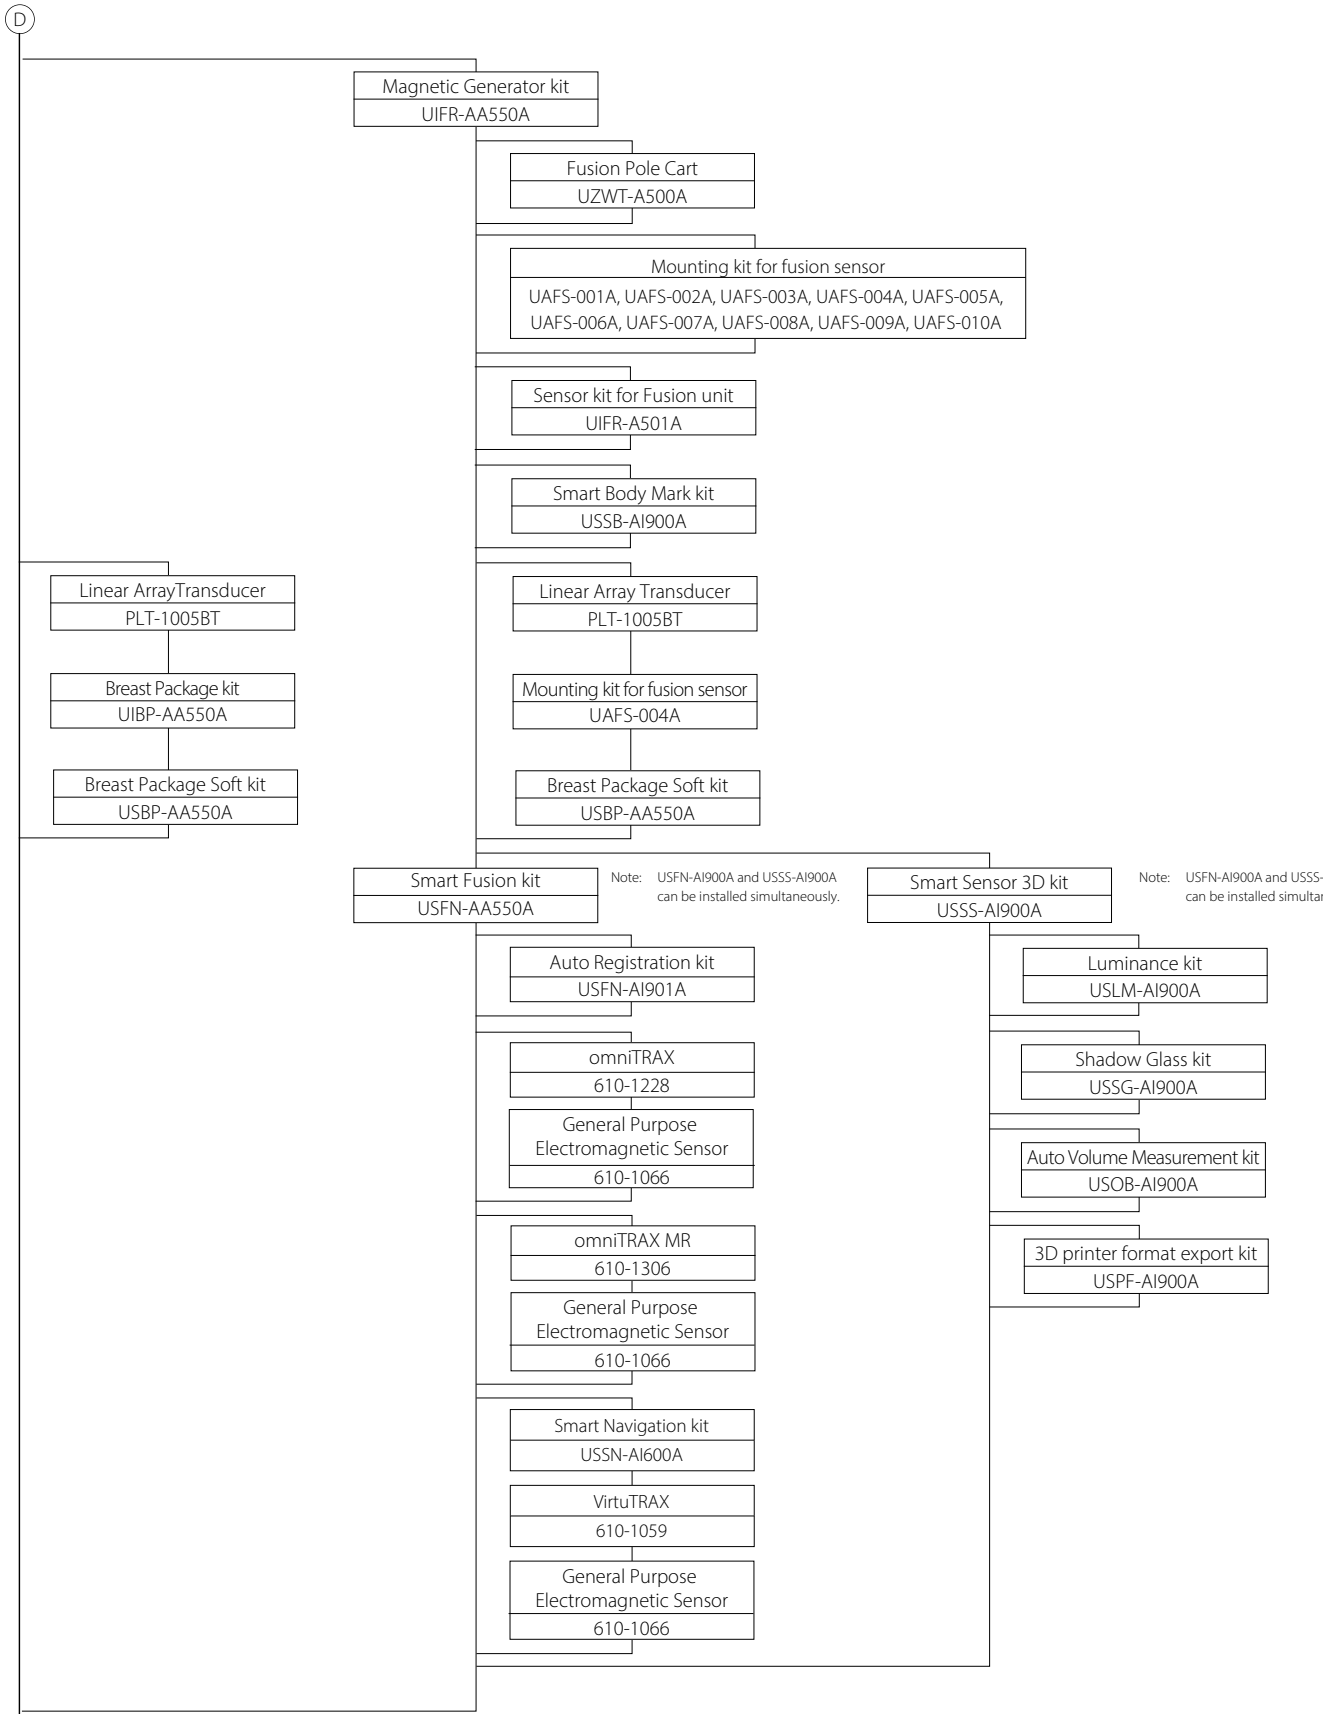 D
Magnetic Generator kit
UIFR-AA550A
Fusion Pole Cart
UZWT-A500A
Mounting kit for fusion sensor
UAFS-001A, UAFS-002A, UAFS-003A, UAFS-004A, UAFS-005A,
UAFS-006A, UAFS-007A, UAFS-008A, UAFS-009A, UAFS-010A
Sensor kit for Fusion unit
UIFR-A501A
Smart Body Mark kit
USSB-AI900A
Linear ArrayTransducer
PLT-1005BT
Breast Package kit
UIBP-AA550A
Breast Package Soft kit
USBP-AA550A
Linear Array Transducer
PLT-1005BT
Mounting kit for fusion sensor
UAFS-004A
Breast Package Soft kit
USBP-AA550A
Smart Fusion kit
USFN-AA550A
Note: USFN-AI900A and USSS-AI900A
can be installed simultaneously.
Auto Registration kit
USFN-AI901A
omniTRAX
610-1228
General Purpose
Electromagnetic Sensor
610-1066
omniTRAX MR
610-1306
General Purpose
Electromagnetic Sensor
610-1066
Smart Navigation kit
USSN-AI600A
VirtuTRAX
610-1059
General Purpose
Electromagnetic Sensor
610-1066
Smart Sensor 3D kit
USSS-AI900A
Note: USFN-AI900A and USSS-
can be installed simultan
Luminance kit
USLM-AI900A
Shadow Glass kit
USSG-AI900A
Auto Volume Measurement kit
USOB-AI900A
3D printer format export kit
USPF-AI900A